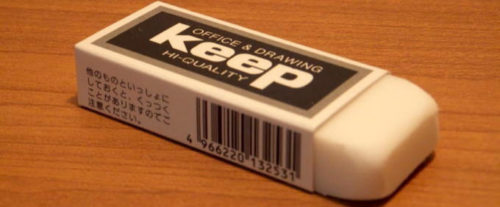 OFFICE & DRAWING
keep
HI-QUALITY
他のものといっしょに
しておくと、くっつく
ことがありますので
注意ください。
4 966220 132531